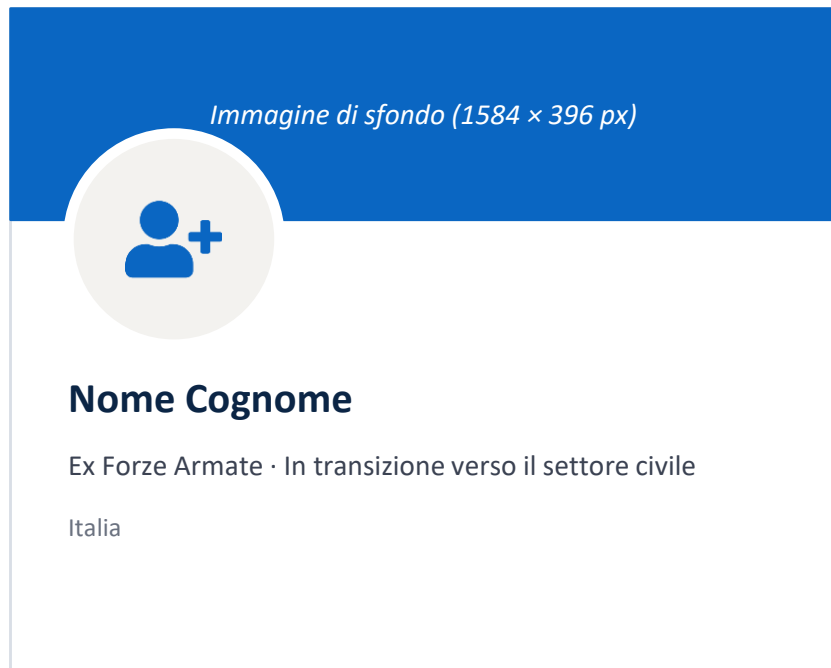 Immagine di sfondo (1584 × 396 px)
Nome Cognome
Ex Forze Armate · In transizione verso il settore civile
Italia